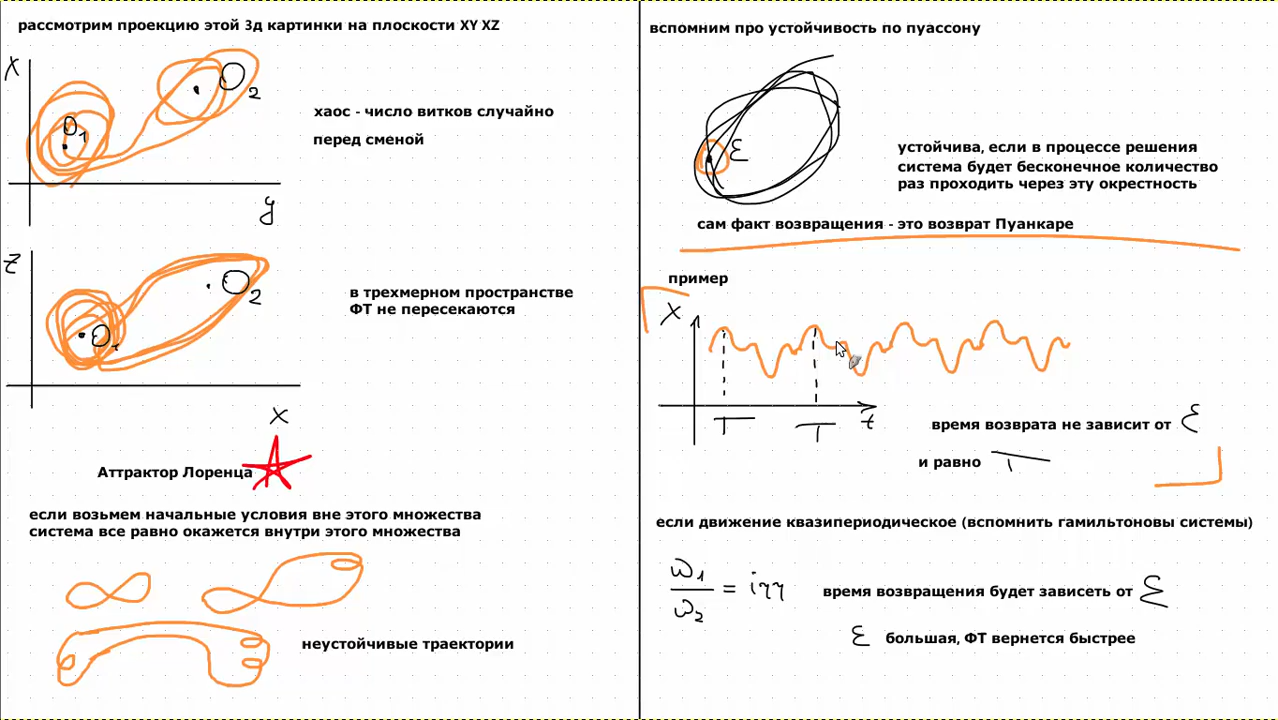 рассмотрим проекцию этой 3д картинки на плоскости XY XZ
X
O1
O2
y
хаос - число витков случайно
перед сменой
z
O1
O2
x
в трехмерном пространстве
ФТ не пересекаются
Аттрактор Лоренца
если возьмем начальные условия вне этого множества
система все равно окажется внутри этого множества
неустойчивые траектории
вспомним про устойчивость по пуассону
ε
устойчива, если в процессе решения
система будет бесконечное количество
раз проходить через эту окрестность
сам факт возвращения - это возврат Пуанкаре
пример
X
T
T
t
время возврата не зависит от ε
и равно T
если движение квазипериодическое (вспомнить гамильтоновы системы)
ω1
ω2
= irr
время возвращения будет зависеть от ε
ε большая, ФТ вернется быстрее